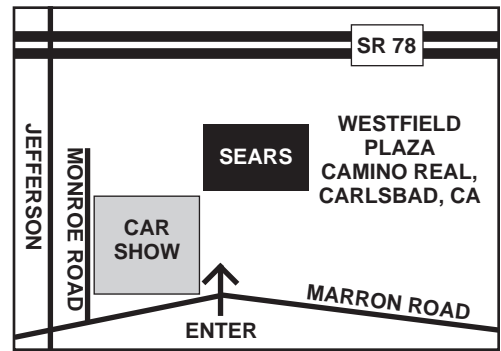 SR 78
JEFFERSON
MONROE ROAD
SEARS
WESTFIELD
PLAZA
CAMINO REAL,
CARLSBAD, CA
CAR
SHOW
MARRON ROAD
ENTER